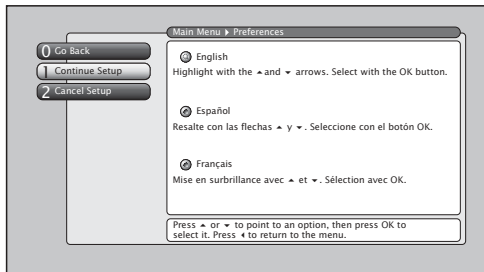 Main Menu ▶ Preferences
0 Go Back
1 Continue Setup
2 Cancel Setup
English
Highlight with the ▲ and ▼ arrows. Select with the OK button.
Español
Resalte con las flechas ▲ y ▼. Seleccione con el botón OK.
Français
Mise en surbrillance avec ▲ et ▼. Sélection avec OK.
Press ▲ or ▼ to point to an option, then press OK to
select it. Press ◀ to return to the menu.